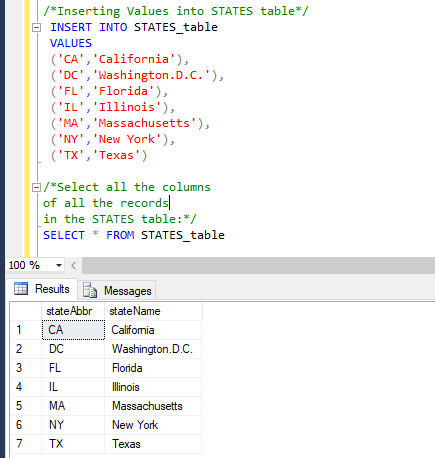 /*Inserting Values into STATES table*/
INSERT INTO STATES_table
VALUES
('CA','California'),
('DC','Washington.D.C.'),
('FL','Florida'),
('IL','Illinois'),
('MA','Massachusetts'),
('NY','New York'),
('TX','Texas')
/*Select all the columns
of all the records
in the STATES table:*/
SELECT * FROM STATES_table
100 %
Results Messages
stateAbbr stateName
1 CA California
2 DC Washington.D.C.
3 FL Florida
4 IL Illinois
5 MA Massachusetts
6 NY New York
7 TX Texas